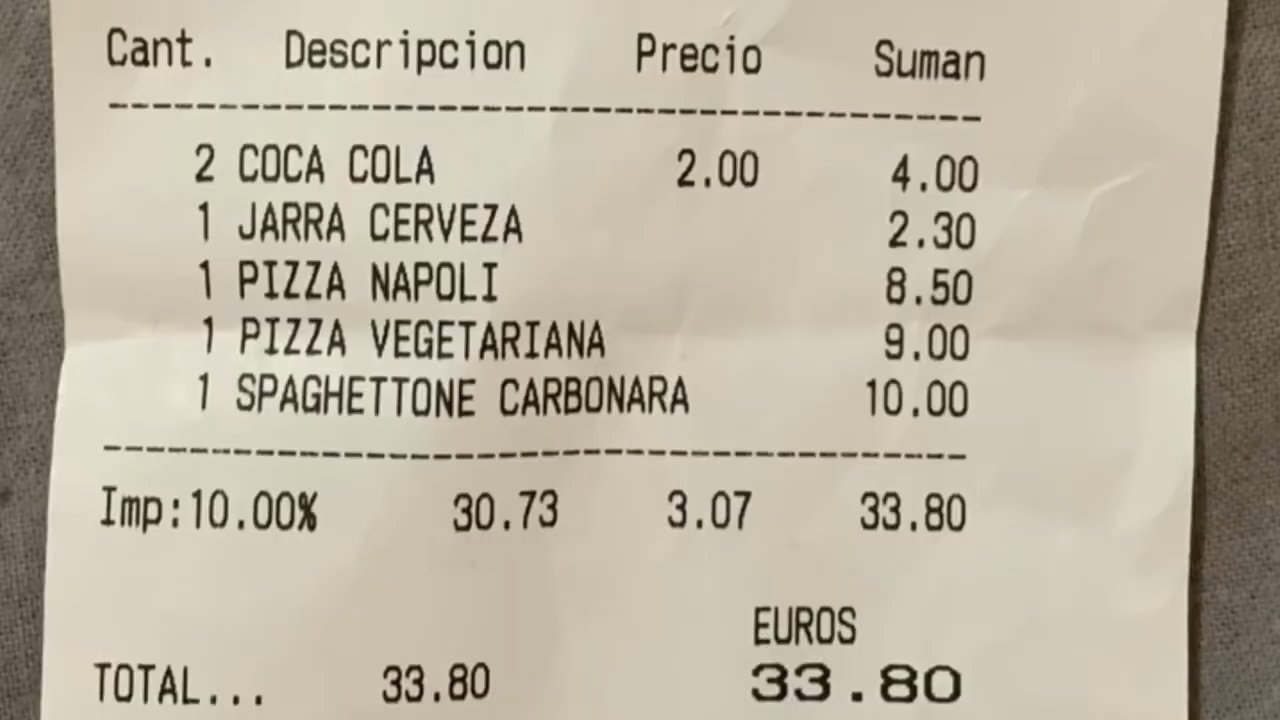 Cant. Descripcion Precio Suman
--------------------------------
2 COCA COLA 2.00 4.00
1 JARRA CERVEZA 2.30
1 PIZZA NAPOLI 8.50
1 PIZZA VEGETARIANA 9.00
1 SPAGHETTONE CARBONARA 10.00
--------------------------------
Imp:10.00% 30.73 3.07 33.80
EUROS
TOTAL... 33.80 33.80